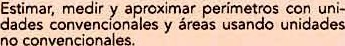 Estimar, medir y aproximar perímetros con uni-
dades convencionales y áreas usando unidades
no convencionales.